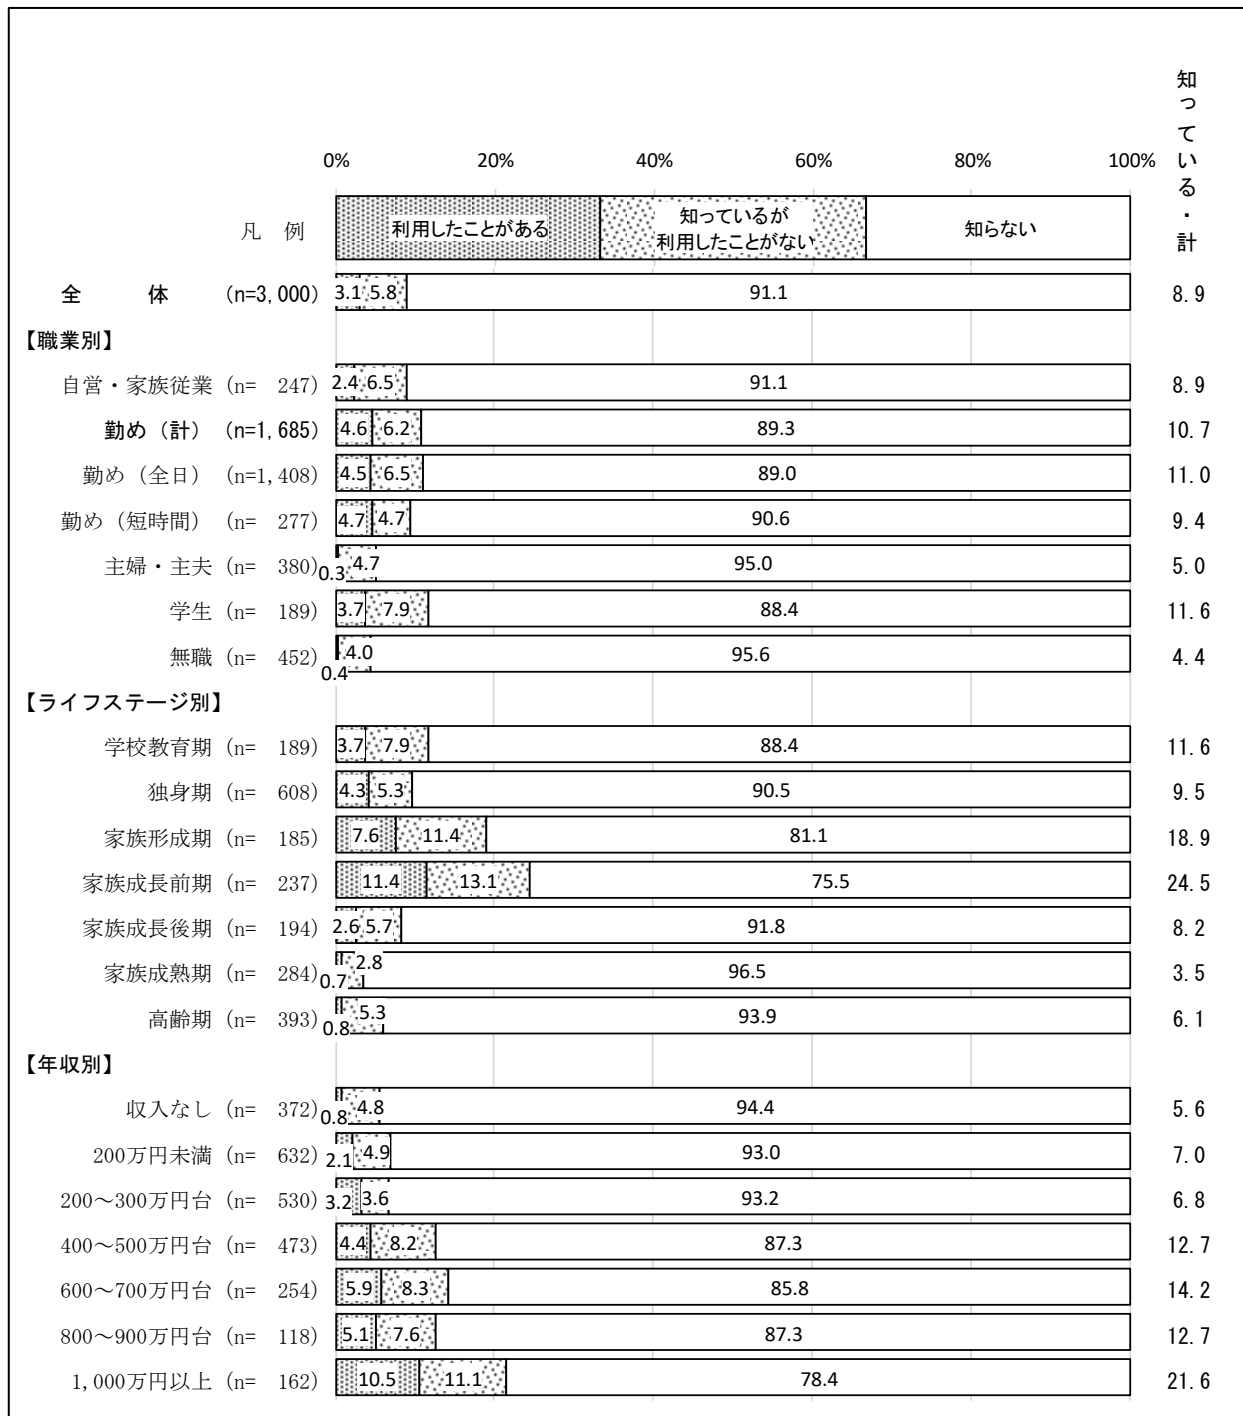 知っている・計
0% 20% 40% 60% 80% 100%
凡 例 利用したことがある 知っているが 利用したことがない 知らない
全 体 (n=3,000) 3.1 5.8 91.1 8.9
【職業別】
自営・家族従業 (n= 247) 2.4 6.5 91.1 8.9
勤め（計） (n=1,685) 4.6 6.2 89.3 10.7
勤め（全日） (n=1,408) 4.5 6.5 89.0 11.0
勤め（短時間） (n= 277) 4.7 4.7 90.6 9.4
主婦・主夫 (n= 380) 0.3 4.7 95.0 5.0
学生 (n= 189) 3.7 7.9 88.4 11.6
無職 (n= 452) 0.4 4.0 95.6 4.4
【ライフステージ別】
学校教育期 (n= 189) 3.7 7.9 88.4 11.6
独身期 (n= 608) 4.3 5.3 90.5 9.5
家族形成期 (n= 185) 7.6 11.4 81.1 18.9
家族成長前期 (n= 237) 11.4 13.1 75.5 24.5
家族成長後期 (n= 194) 2.6 5.7 91.8 8.2
家族成熟期 (n= 284) 0.7 2.8 96.5 3.5
高齢期 (n= 393) 0.8 5.3 93.9 6.1
【年収別】
収入なし (n= 372) 0.8 4.8 94.4 5.6
200万円未満 (n= 632) 2.1 4.9 93.0 7.0
200～300万円台 (n= 530) 3.2 3.6 93.2 6.8
400～500万円台 (n= 473) 4.4 8.2 87.3 12.7
600～700万円台 (n= 254) 5.9 8.3 85.8 14.2
800～900万円台 (n= 118) 5.1 7.6 87.3 12.7
1,000万円以上 (n= 162) 10.5 11.1 78.4 21.6